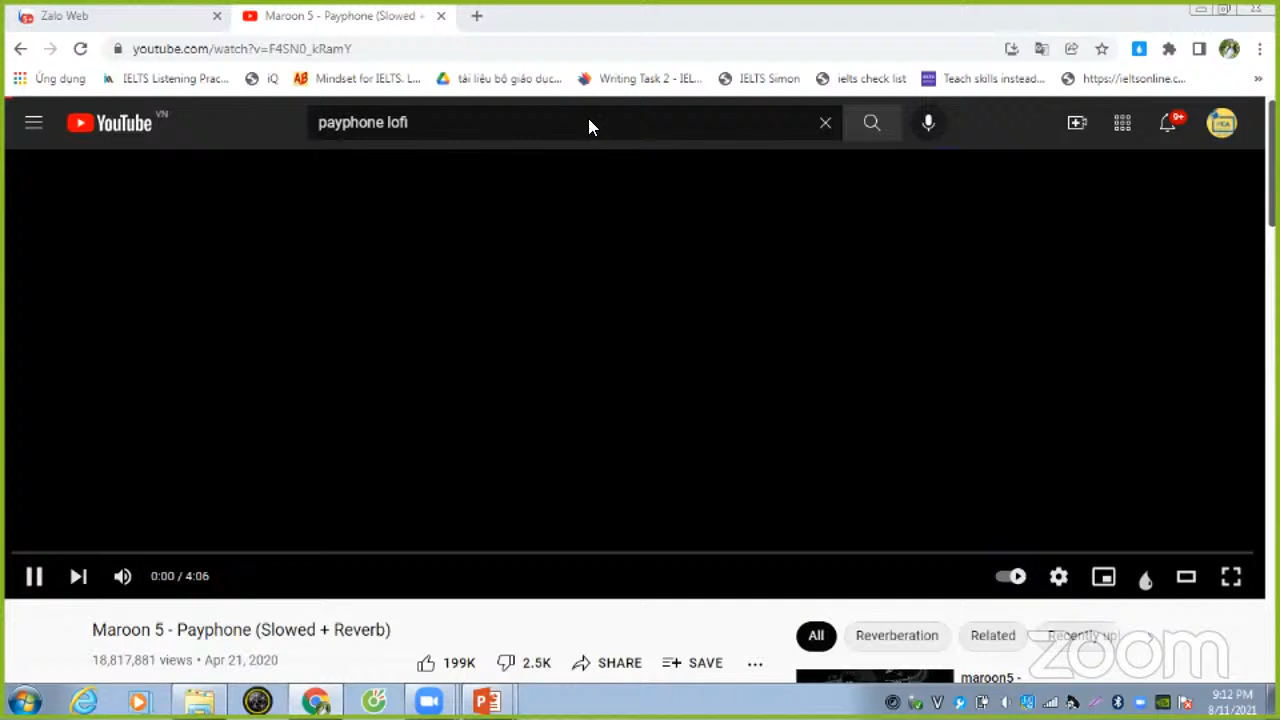 Zalo Web
Maroon 5 - Payphone (Slowed +
youtube.com/watch?v=F4SN0_kRamY
Ứng dụng
IELTS Listening Prac...
iQ
Mindset for IELTS. L...
tài liệu bộ giáo dục...
Writing Task 2 - IEL...
IELTS Simon
ielts check list
Teach skills instead...
https://ieltsonline.c...
YouTube VN
payphone lofi
9+
0:00 / 4:06
Maroon 5 - Payphone (Slowed + Reverb)
18,817,881 views • Apr 21, 2020
199K
2.5K
SHARE
SAVE
All
Reverberation
Related
Recently upl
maroon5 -
zoom
9:12 PM
8/11/2021